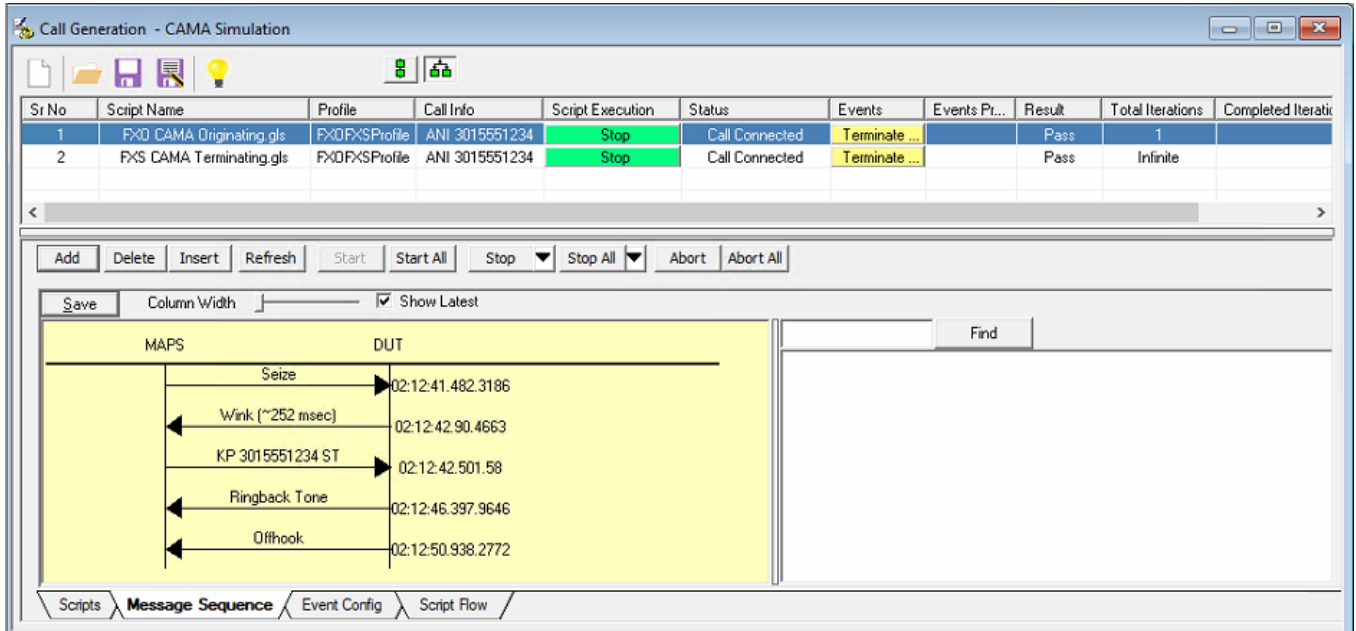 Call Generation - CAMA Simulation
Sr No Script Name Profile Call Info Script Execution Status Events Events Pr... Result Total Iterations Completed Iteratic
1 FXO CAMA Originating.gls FXOFXSProfile ANI 3015551234 Stop Call Connected Terminate ... Pass 1
2 FXS CAMA Terminating.gls FXOFXSProfile ANI 3015551234 Stop Call Connected Terminate ... Pass Infinite
Add Delete Insert Refresh Start Start All Stop Stop All Abort Abort All
Save Column Width Show Latest
Find
MAPS DUT
Seize 02:12:41.482.3186
Wink (~252 msec) 02:12:42.90.4663
KP 3015551234 ST 02:12:42.501.58
Ringback Tone 02:12:46.397.9646
Offhook 02:12:50.938.2772
Scripts Message Sequence Event Config Script Flow